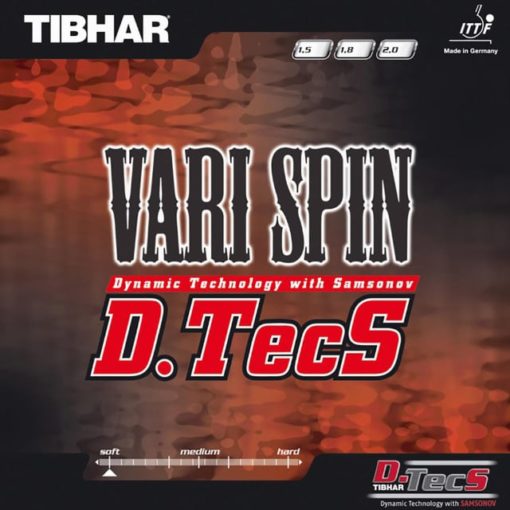 TIBHAR
1.5 1.8 2.0
ITTF
Made in Germany
VARI SPIN
Dynamic Technology with Samsonov
D.TecS
soft medium hard
D.TecS
TIBHAR
Dynamic Technology with SAMSONOV